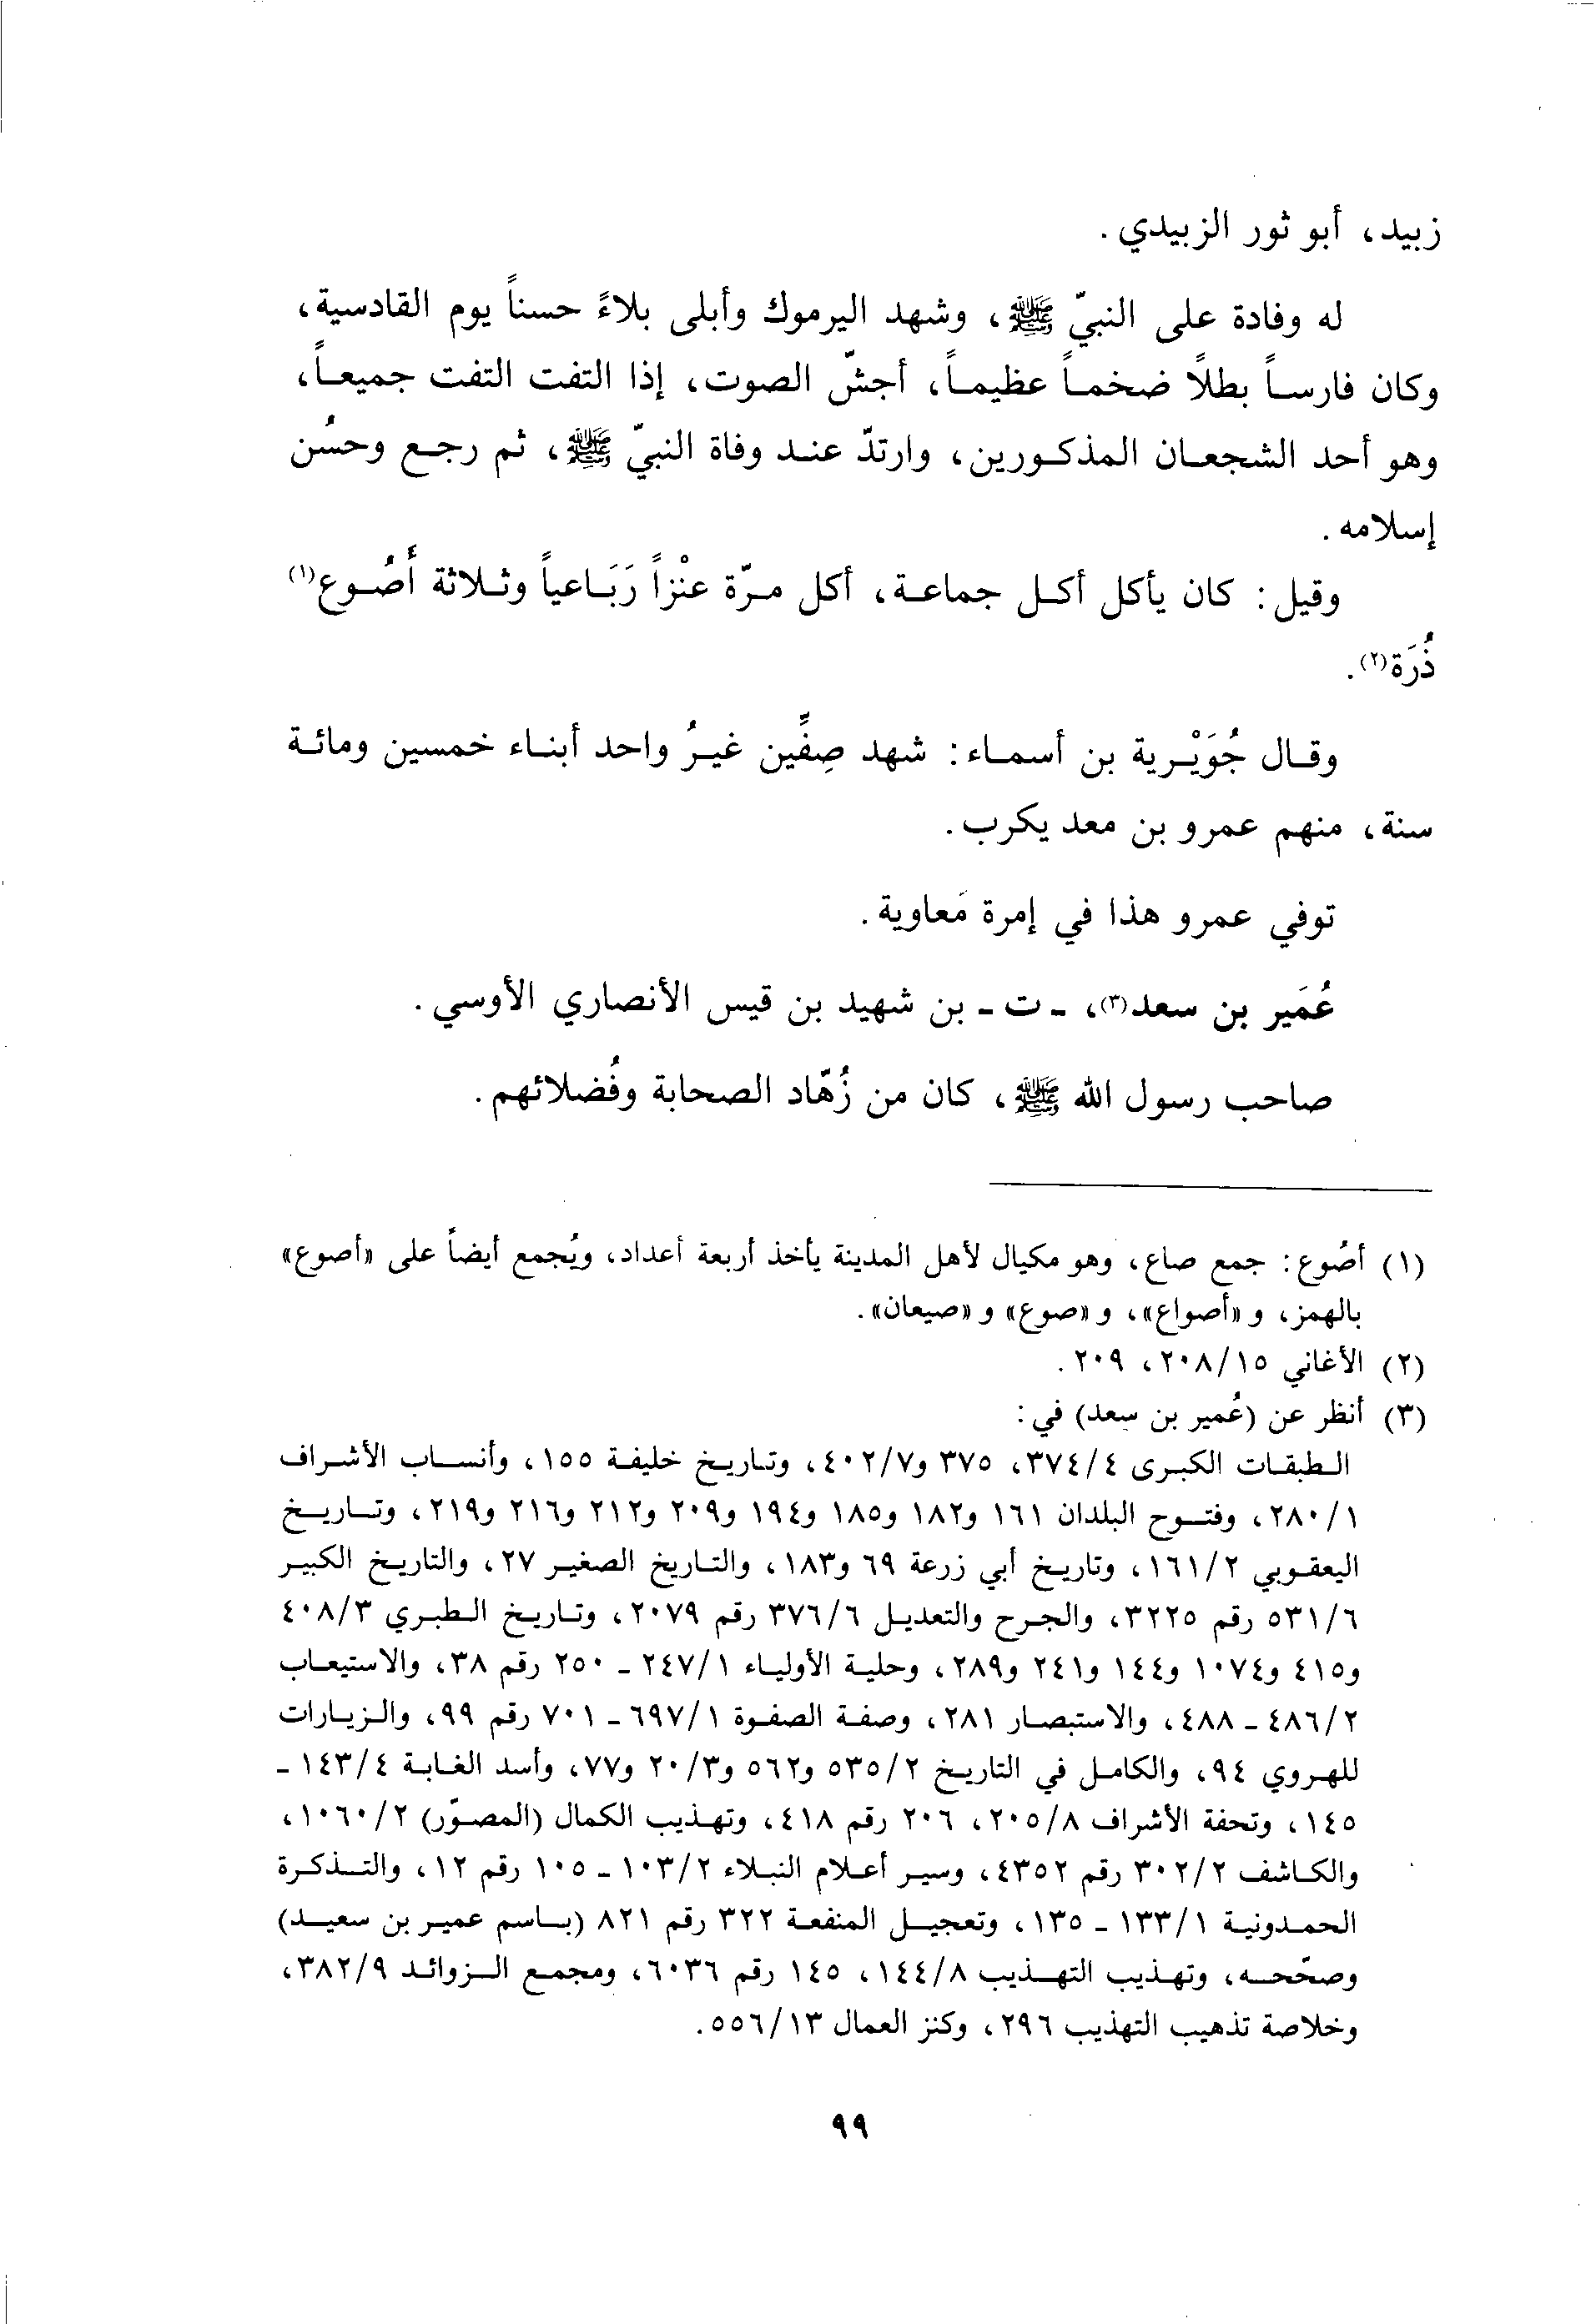 زبيد، أبو ثور الزبيدي.
له وفادة على النبيّ ﷺ، وشهد اليرموك وأبلى بلاءً حسناً يوم القادسية،
وكان فارساً بطلاً ضخماً عظيماً، أجشّ الصوت، إذا التفت التفت جميعاً،
وهو أحد الشجعان المذكورين، وارتدّ عند وفاة النبيّ ﷺ، ثم رجع وحسُن
إسلامه.
وقيل: كان يأكل أكل جماعة، أكل مرّة عنْزاً رَبَاعياً وثلاثة أَصُوع(١)
ذُرَة(٢).
وقال جُوَيْرية بن أسماء: شهد صِفِّين غيرُ واحد أبناء خمسين ومائة
سنة، منهم عمرو بن معد يكرب.
توفي عمرو هذا في إمرة مَعاوية.
عُمَير بن سعد(٣)، ـ ت ـ بن شهيد بن قيس الأنصاري الأوسي.
صاحب رسول الله ﷺ، كان من زُهّاد الصحابة وفُضلائهم.
(١) أصُوع: جمع صاع، وهو مكيال لأهل المدينة يأخذ أربعة أعداد، ويُجمع أيضاً على «أصوع»
بالهمز، و «أصواع»، و «صوع» و «صيعان».
(٢) الأغاني ٢٠٨/١٥، ٢٠٩.
(٣) أنظر عن (عُمير بن سعد) في:
الطبقات الكبرى ٣٧٤/٤، ٣٧٥ و٤٠٢/٧، وتاريخ خليفة ١٥٥، وأنساب الأشراف
٢٨٠/١، وفتوح البلدان ١٦١ و١٨٢ و١٨٥ و١٩٤ و٢٠٩ و٢١٢ و٢١٦ و٢١٩، وتاريخ
اليعقوبي ١٦١/٢، وتاريخ أبي زرعة ٦٩ و١٨٣، والتاريخ الصغير ٢٧، والتاريخ الكبير
٥٣١/٦ رقم ٣٢٢٥، والجرح والتعديل ٣٧٦/٦ رقم ٢٠٧٩، وتاريخ الطبري ٤٠٨/٣
و٤١٥ و١٠٧٤ و١٤٤ و٢٤١ و٢٨٩، وحلية الأولياء ٢٤٧/١ ـ ٢٥٠ رقم ٣٨، والاستيعاب
٤٨٦/٢ ـ ٤٨٨، والاستبصار ٢٨١، وصفة الصفوة ٦٩٧/١ ـ ٧٠١ رقم ٩٩، والزيارات
للهروي ٩٤، والكامل في التاريخ ٥٣٥/٢ و٥٦٢ و٢٠/٣ و٧٧، وأسد الغابة ١٤٣/٤ ـ
١٤٥، وتحفة الأشراف ٢٠٥/٨، ٢٠٦ رقم ٤١٨، وتهذيب الكمال (المصوّر) ١٠٦٠/٢،
والكاشف ٣٠٢/٢ رقم ٤٣٥٢، وسير أعلام النبلاء ١٠٣/٢ ـ ١٠٥ رقم ١٢، والتذكرة
الحمدونية ١٣٣/١ ـ ١٣٥، وتعجيل المنفعة ٣٢٢ رقم ٨٢١ (باسم عمير بن سعيد)
وصحّحه، وتهذيب التهذيب ١٤٤/٨، ١٤٥ رقم ٦٠٣٦، ومجمع الزوائد ٣٨٢/٩،
وخلاصة تذهيب التهذيب ٢٩٦، وكنز العمال ٥٥٦/١٣.
٩٩